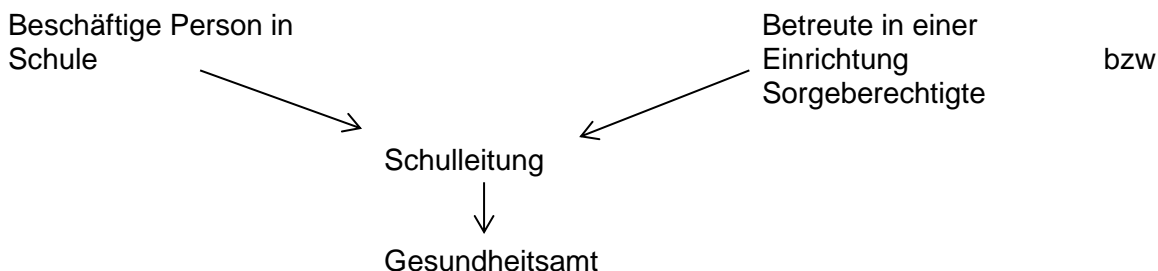 Beschäftige Person in
Schule
Betreute in einer
Einrichtung bzw
Sorgeberechtigte
Schulleitung
Gesundheitsamt